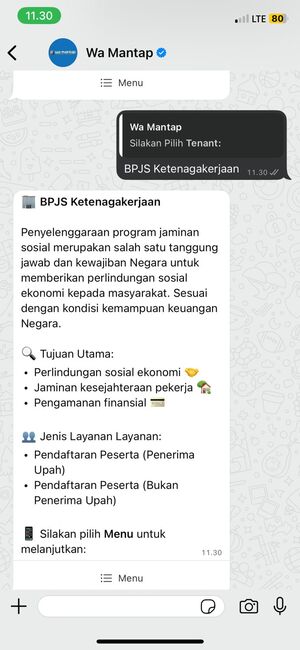 11.30
LTE 80
WA MANTAP
Wa Mantap
Menu
Wa Mantap
Silakan Pilih Tenant:
BPJS Ketenagakerjaan
11.30
BPJS Ketenagakerjaan
Penyelenggaraan program jaminan
sosial merupakan salah satu tanggung
jawab dan kewajiban Negara untuk
memberikan perlindungan sosial
ekonomi kepada masyarakat. Sesuai
dengan kondisi kemampuan keuangan
Negara.
Tujuan Utama:
• Perlindungan sosial ekonomi
• Jaminan kesejahteraan pekerja
• Pengamanan finansial
Jenis Layanan Layanan:
• Pendaftaran Peserta (Penerima
Upah)
• Pendaftaran Peserta (Bukan
Penerima Upah)
Silakan pilih Menu untuk
melanjutkan:
11.30
Menu